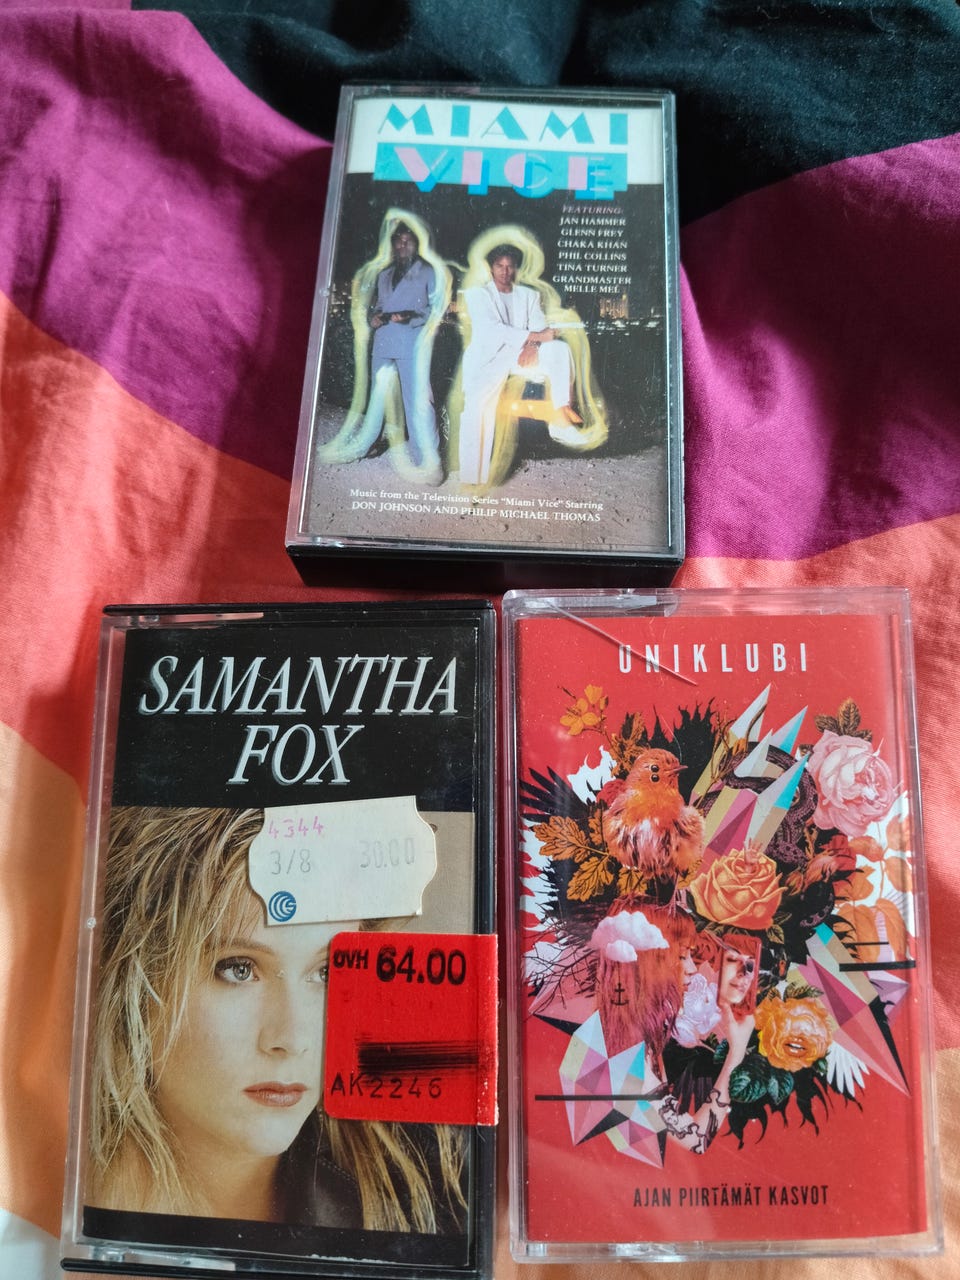 MIAMI
VICE
FEATURING:
JAN HAMMER
GLENN FREY
CHAKA KHAN
PHIL COLLINS
TINA TURNER
GRANDMASTER
MELLE MEL
Music from the Television Series "Miami Vice" Starring
DON JOHNSON AND PHILIP MICHAEL THOMAS
SAMANTHA
FOX
4344
3/8 30.00
OVH 64.00
AK2246
UNIKLUBI
AJAN PIIRTÄMÄT KASVOT